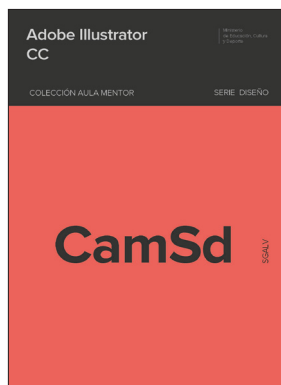 Adobe Illustrator
CC
Ministerio
de Educación, Cultura
y Deporte
COLECCIÓN AULA MENTOR
SERIE DISEÑO
CamSd
SGALV